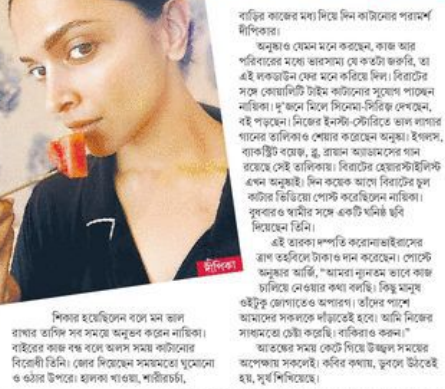 দীপিকা
শিকার হয়েছিলেন বলে মন ভাল
রাখার তাগিদ সব সময়ে অনুভব করেন নায়িকা।
বাইরের কাজ বন্ধ বলে অলস সময় কাটানোর
বিরোধী তিনি। জোর দিয়েছেন সময়মতো ঘুমোনো
ও ওঠার উপরে। হালকা খাওয়া, শারীরচর্চা,
বাড়ির কাজের মধ্য দিয়ে দিন কাটানোর পরামর্শ
দীপিকার।
অনুষ্কাও যেমন মনে করছেন, কাজ আর
পরিবারের মধ্যে ভারসাম্য যে কতটা জরুরি, তা
এই লকডাউন ফের মনে করিয়ে দিল। বিরাটের
সঙ্গে কোয়ালিটি টাইম কাটানোর সুযোগ পাচ্ছেন
নায়িকা। দু’জনে মিলে সিনেমা-সিরিজ় দেখছেন,
বই পড়ছেন। নিজের ইনস্টা-স্টোরিতে ভাল লাগার
গানের তালিকাও শেয়ার করেছেন অনুষ্কা। ইগলস,
ব্যাকস্ট্রিট বয়েজ়, ব্লু, ব্রায়ান অ্যাডামসের গান
রয়েছে সেই তালিকায়। বিরাটের হেয়ারস্টাইলিস্ট
এখন অনুষ্কাই। দিন কয়েক আগে বিরাটের চুল
কাটার ভিডিয়ো পোস্ট করেছিলেন নায়িকা।
বুধবারও স্বামীর সঙ্গে একটি ঘনিষ্ঠ ছবি
দিয়েছেন তিনি।
এই তারকা দম্পতি করোনাভাইরাসের
ত্রাণ তহবিলে টাকাও দান করেছেন। পোস্টে
অনুষ্কার আর্জি, “আমরা ন্যূনতম ভাবে কাজ
চালিয়ে নেওয়ার কথা বলছি। কিছু মানুষ
ওইটুকু জোগাতেও অপারগ। তাঁদের পাশে
আমাদের সকলকে দাঁড়াতেই হবে। আমি নিজের
সাধ্যমতো চেষ্টা করেছি। বাকিরাও করুন।”
আতঙ্কের সময় কেটে গিয়ে উজ্জ্বল সময়ের
অপেক্ষায় সকলেই। কবির কথায়, ডুবলে উঠতেই
হয়, সূর্য শিখিয়েছে।